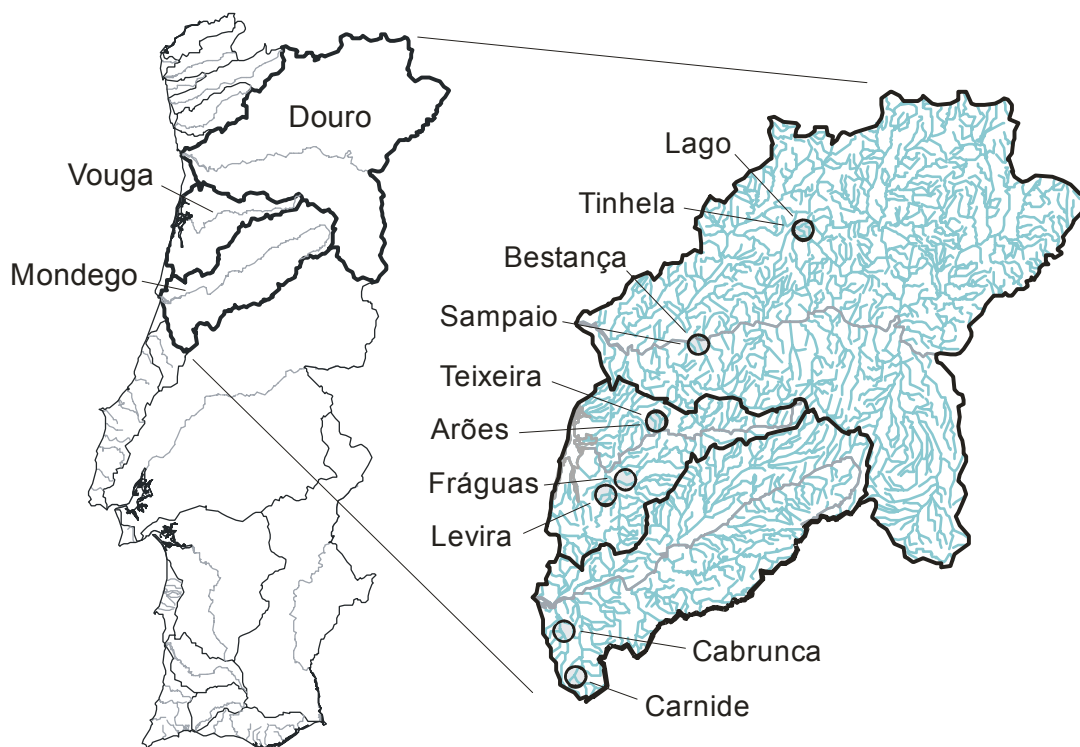 Douro
Vouga
Mondego
Lago
Tinhela
Bestança
Sampaio
Teixeira
Arões
Fráguas
Levira
Cabrunca
Carnide